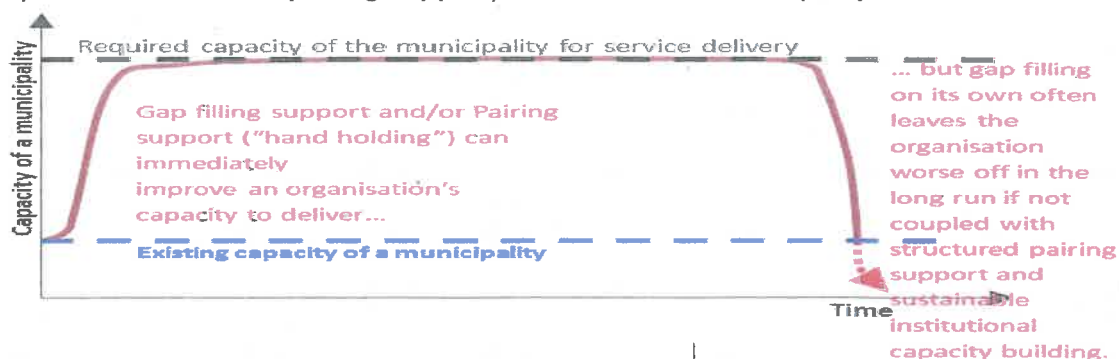 Capacity of a municipality
Required capacity of the municipality for service delivery
Gap filling support and/or Pairing
support (“hand holding”) can
immediately
improve an organisation’s
capacity to deliver...
Existing capacity of a municipality
... but gap filling
on its own often
leaves the
organisation
worse off in the
long run if not
coupled with
structured pairing
support and
sustainable
institutional
capacity building.
Time